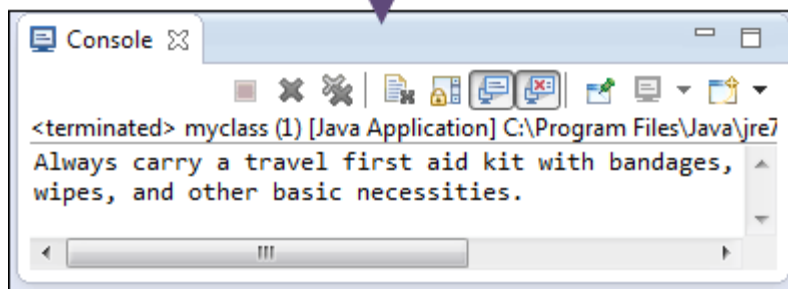 Console
<terminated> myclass (1) [Java Application] C:\Program Files\Java\jre7
Always carry a travel first aid kit with bandages,
wipes, and other basic necessities.